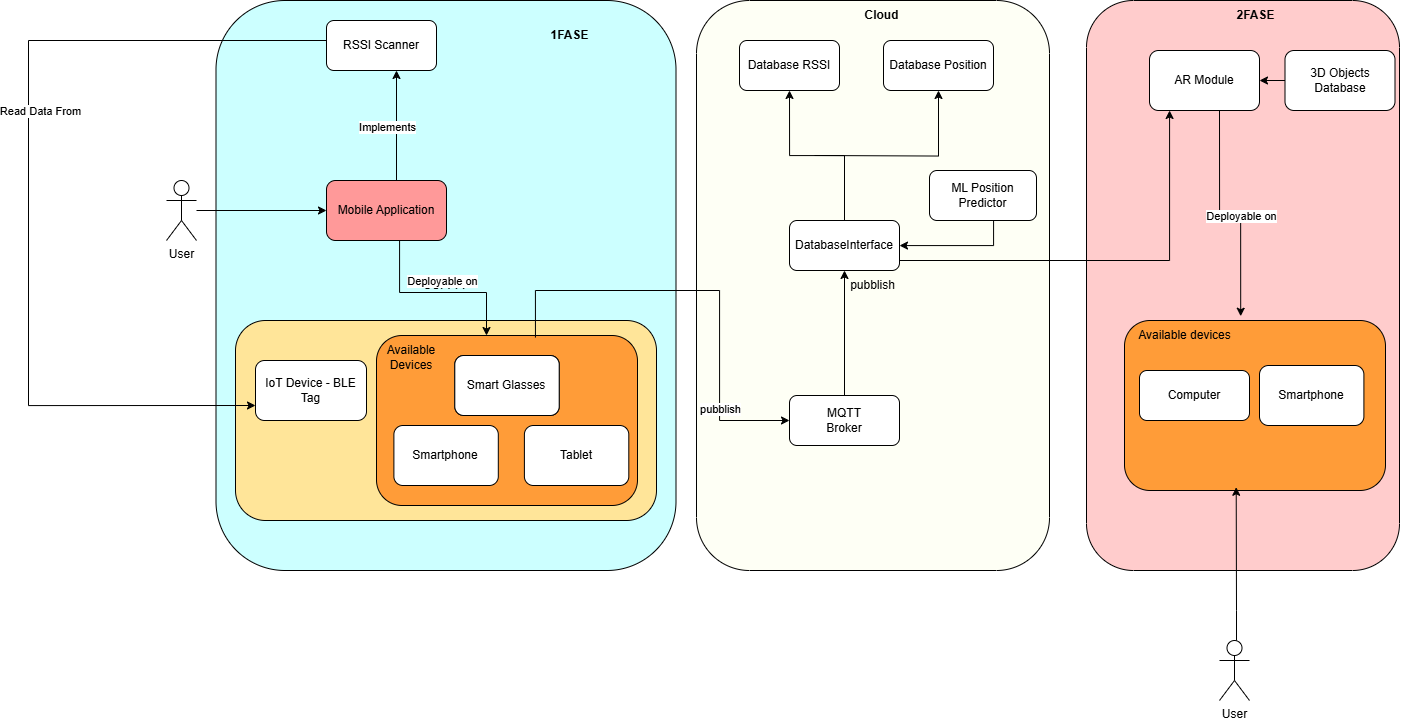 1FASE
RSSI Scanner
Read Data From
Implements
Mobile Application
User
Deployable on
Available
Devices
Smart Glasses
IoT Device - BLE
Tag
Smartphone
Tablet
Cloud
Database RSSI
Database Position
ML Position
Predictor
DatabaseInterface
pubblish
pubblish
MQTT
Broker
2FASE
AR Module
3D Objects
Database
Deployable on
Available devices
Computer
Smartphone
User